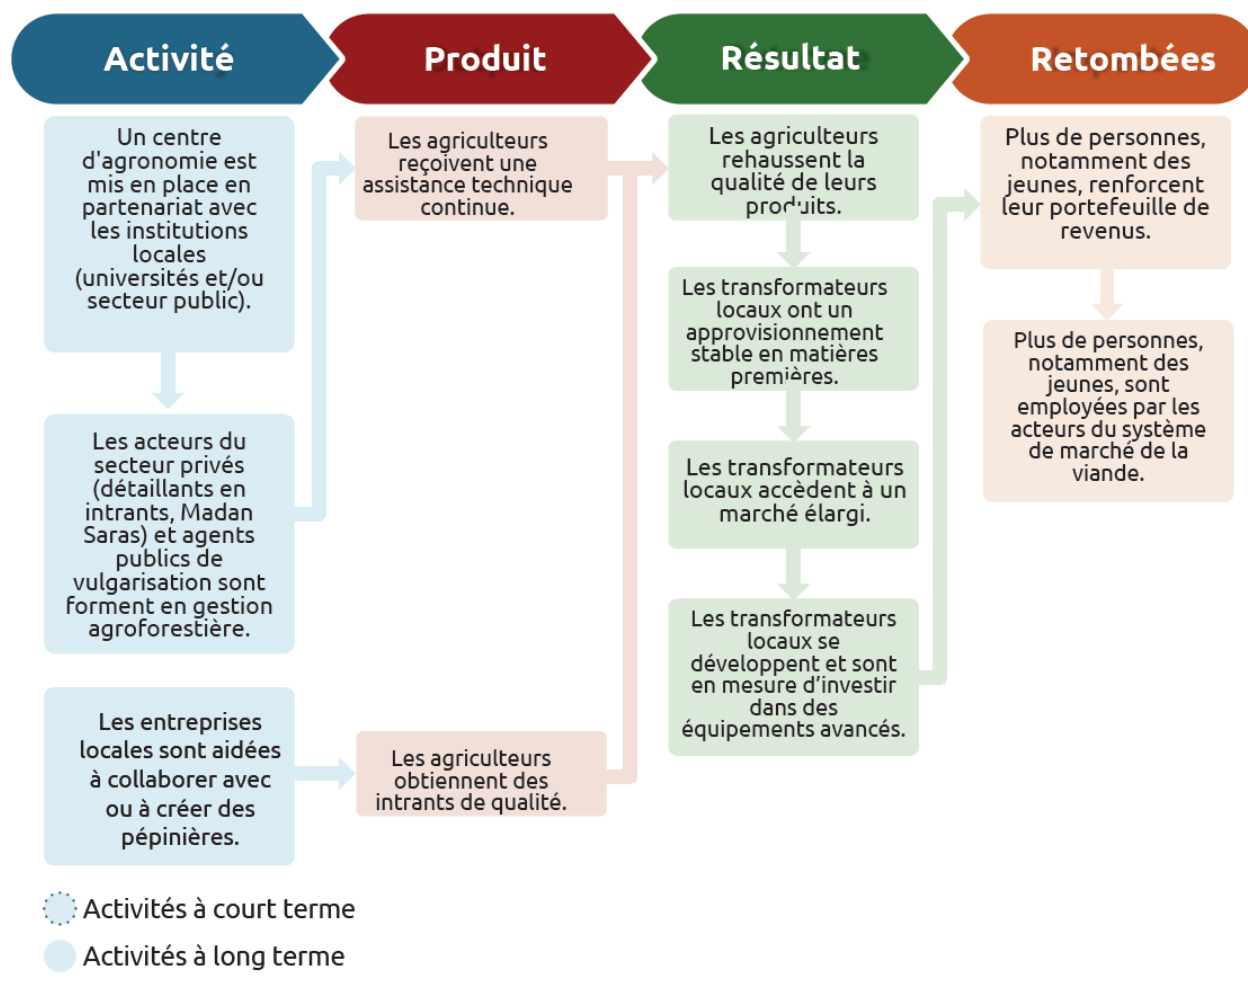 Activité
Produit
Résultat
Retombées
Un centre
d'agronomie est
mis en place en
partenariat avec
les institutions
locales
(universités et/ou
secteur public).
Les acteurs du
secteur privés
(détaillants en
intrants, Madan
Saras) et agents
publics de
vulgarisation sont
forment en gestion
agroforestière.
Les entreprises
locales sont aidées
à collaborer avec
ou à créer des
pépinières.
Les agriculteurs
reçoivent une
assistance technique
continue.
Les agriculteurs
obtiennent des
intrants de qualité.
Les agriculteurs
rehaussent la
qualité de leurs
produits.
Les transformateurs
locaux ont un
approvisionnement
stable en matières
premières.
Les transformateurs
locaux accèdent à un
marché élargi.
Les transformateurs
locaux se
développent et sont
en mesure d’investir
dans des
équipements avancés.
Plus de personnes,
notamment des
jeunes, renforcent
leur portefeuille de
revenus.
Plus de personnes,
notamment des
jeunes, sont
employées par les
acteurs du système
de marché de la
viande.
Activités à court terme
Activités à long terme